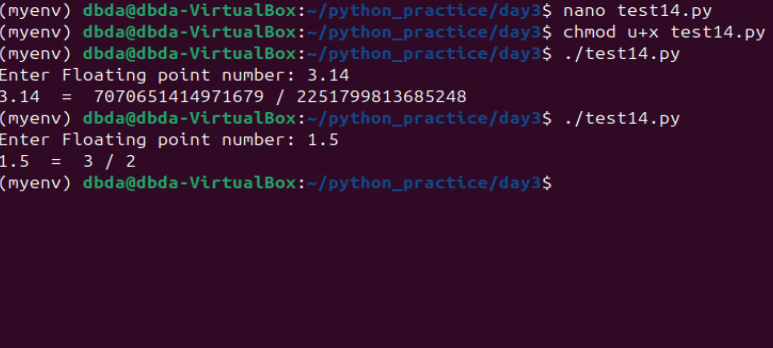 (myenv) dbda@dbda-VirtualBox:~/python_practice/day3$ nano test14.py
(myenv) dbda@dbda-VirtualBox:~/python_practice/day3$ chmod u+x test14.py
(myenv) dbda@dbda-VirtualBox:~/python_practice/day3$ ./test14.py
Enter Floating point number: 3.14
3.14  =  7070651414971679 / 2251799813685248
(myenv) dbda@dbda-VirtualBox:~/python_practice/day3$ ./test14.py
Enter Floating point number: 1.5
1.5  =  3 / 2
(myenv) dbda@dbda-VirtualBox:~/python_practice/day3$